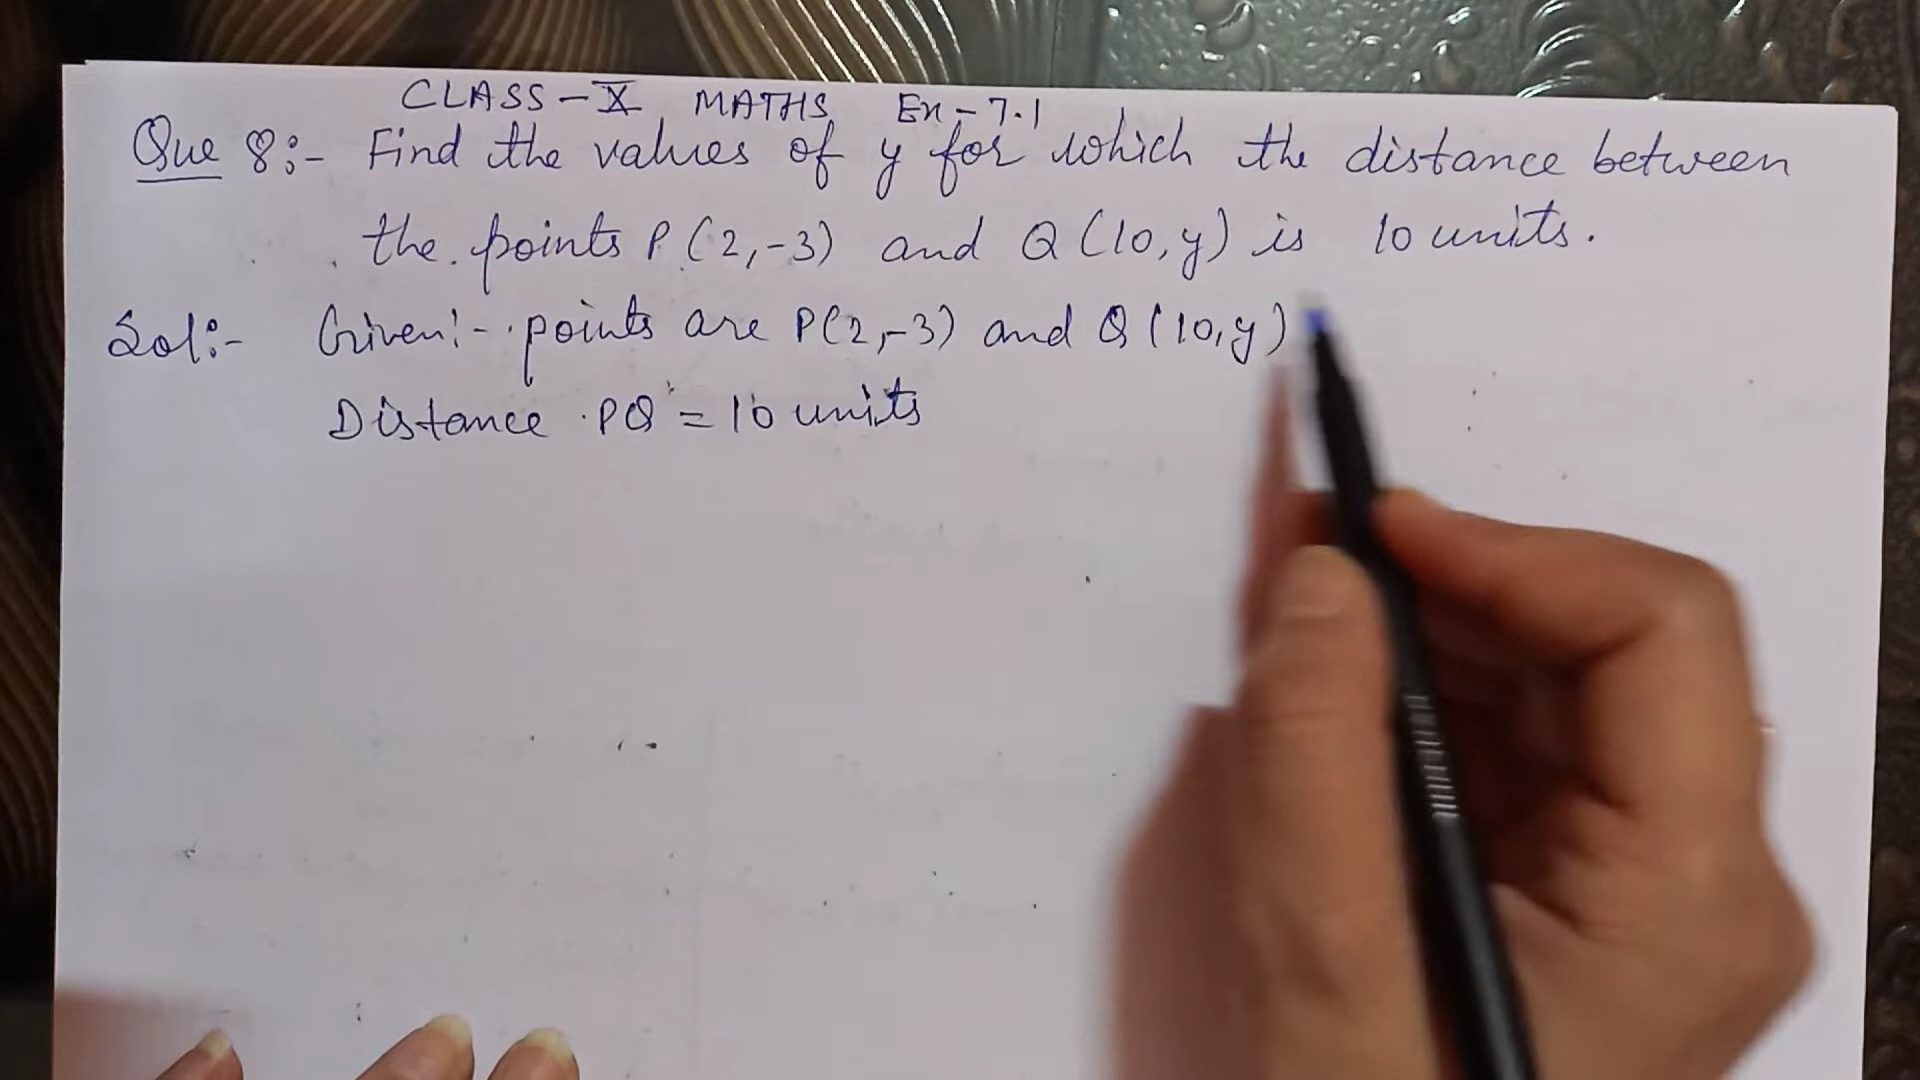 CLASS-X MATHS Ex-7.1
Que 8:- Find the values of y for which the distance between
the points P(2,-3) and Q(10,y) is 10 units.
Sol:- Given:- points are P(2,-3) and Q(10,y)
Distance PQ = 10 units